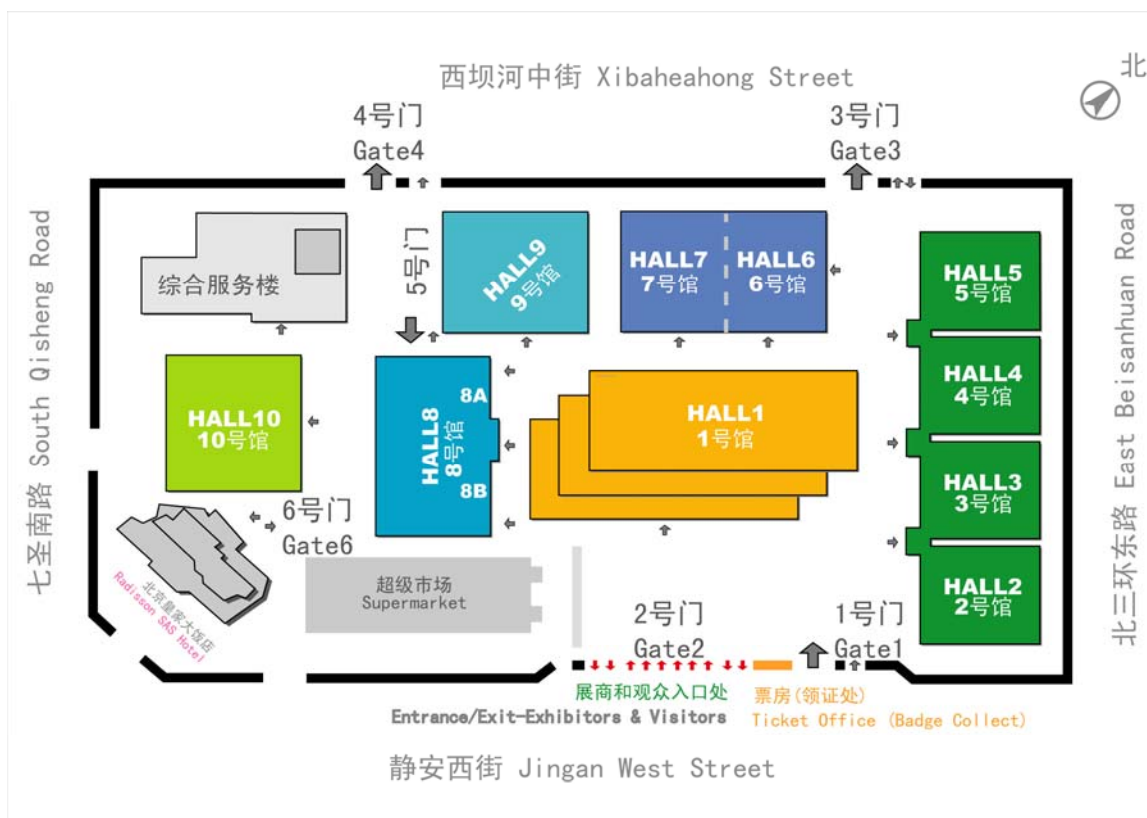 北
西坝河中街 Xibaheahong Street
4号门
Gate4
3号门
Gate3
5号门
综合服务楼
HALL9
9号馆
HALL7
7号馆
HALL6
6号馆
HALL5
5号馆
HALL4
4号馆
HALL3
3号馆
HALL2
2号馆
HALL1
1号馆
8A
HALL8
8号馆
8B
HALL10
10号馆
6号门
Gate6
北京皇家大饭店
Radisson SAS Hotel
超级市场
Supermarket
2号门
Gate2
1号门
Gate1
展商和观众入口处
Entrance/Exit-Exhibitors & Visitors
票房(领证处)
Ticket Office (Badge Collect)
静安西街 Jingan West Street
七圣南路 South Qisheng Road
北三环东路 East Beisanhuan Road